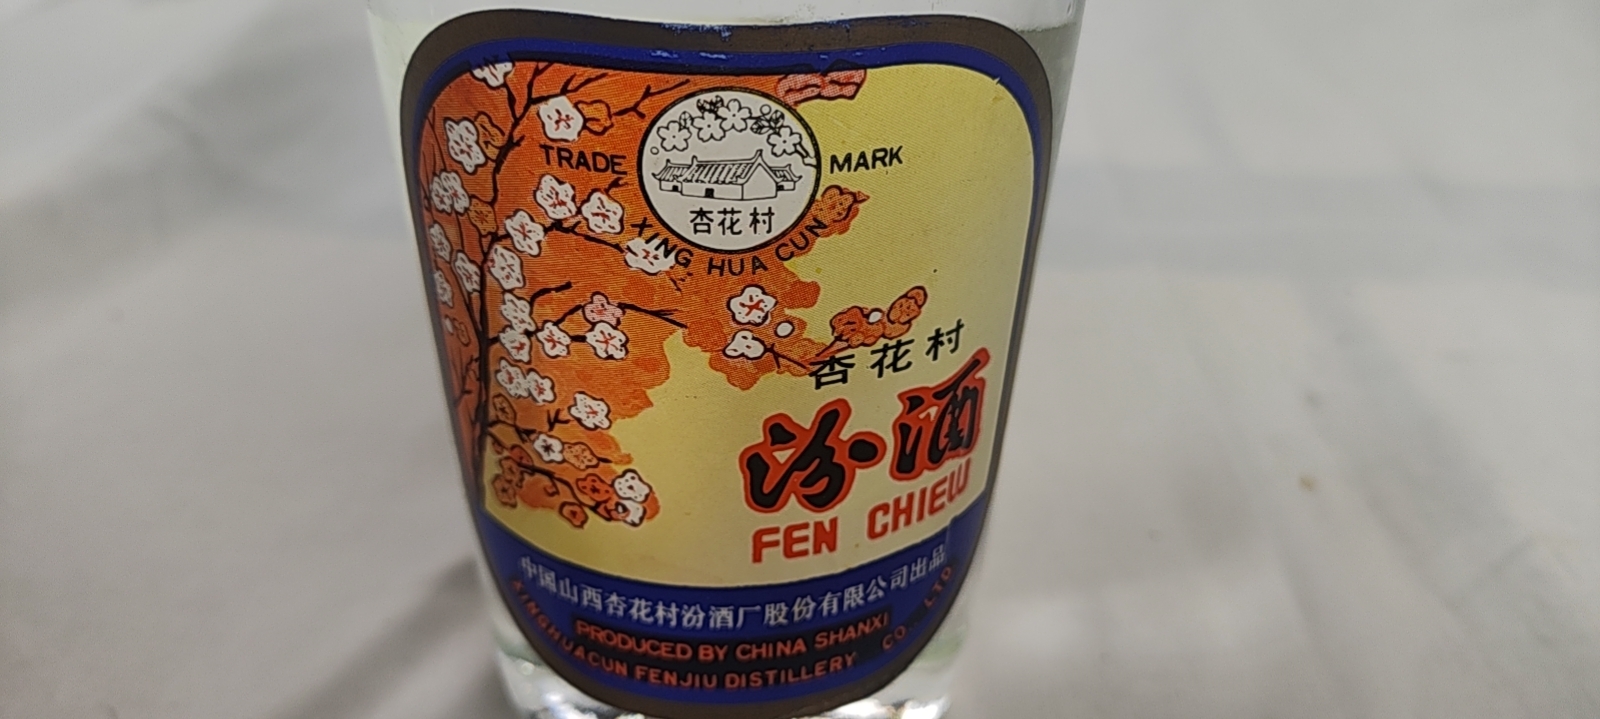 TRADE MARK
杏花村
XING HUA CUN
杏花村
汾酒
FEN CHIEW
中国山西杏花村汾酒厂股份有限公司出品
PRODUCED BY CHINA SHANXI
XINGHUACUN FENJIU DISTILLERY CO., LTD